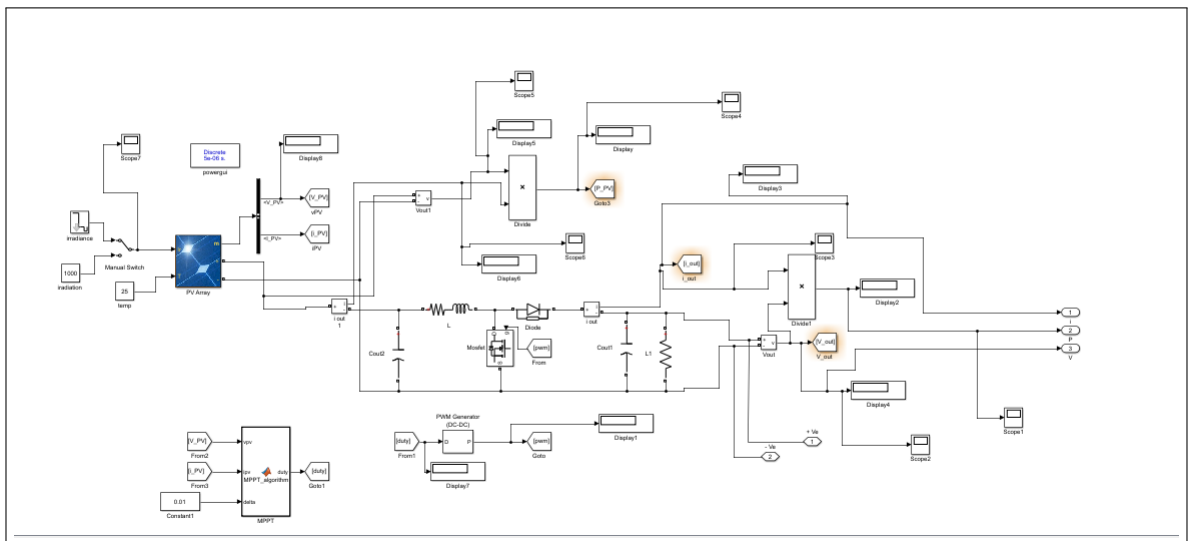 Scope5
Scope4
Display5
Display
Scope7
Discrete
5e-06 s.
powergui
Display8
<V_PV>
[V_PV]
vPV
Vout1
×
Divide
[P_PV]
Goto3
Display3
irradiance
Manual Switch
<I_PV>
[i_PV]
iPV
Scope6
[i_out]
i_out
Scope3
1000
irradiation
25
temp
PV Array
Display6
×
Divide1
Display2
i out
1
L
Diode
i out
1
i
2
P
3
V
Cout2
Mosfet
[pwm]
From
Cout1
L1
Vout
[V_out]
V_out
Display4
PWM Generator
(DC-DC)
Display1
Scope1
+ Ve
1
- Ve
2
Scope2
[V_PV]
From2
vpv
[duty]
From1
D
P
[pwm]
Goto
[i_PV]
From3
ipv
duty
MPPT_algorithm
[duty]
Goto1
Display7
0.01
Constant1
delta
MPPT